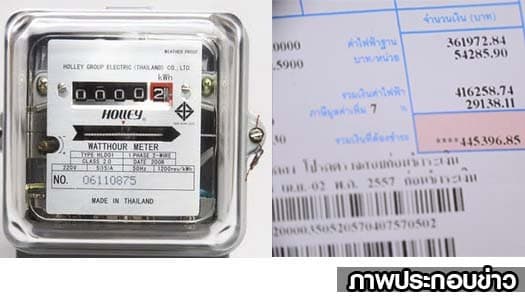 WEATHER PROOF
HOLLEY GROUP ELECTRIC (THAILAND) CO., LTD.
kWh
0 0 0 0 2
HOLLEY
WATTHOUR METER
TYPE HL001 1 PHASE 2-WIRE
CLASS 2.0
220V 5(15)A 50Hz 1200rev/kWh
NO. 06110875
MADE IN THAILAND
จำนวนเงิน (บาท)
0000 ค่าไฟฟ้าฐาน 361972.84
.5900 บาท/หน่วย 54285.90
รวมเงินค่าไฟฟ้า 416258.74
ภาษีมูลค่าเพิ่ม 7 % 29138.11
รวมเงินที่ต้องชำระ ****445396.85
2557
200003505205704075705 02
ภาพประกอบข่าว